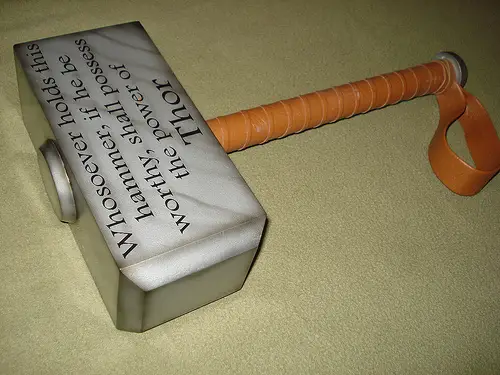 Whosoever holds this
hammer, if he be
worthy, shall possess
the power of
Thor